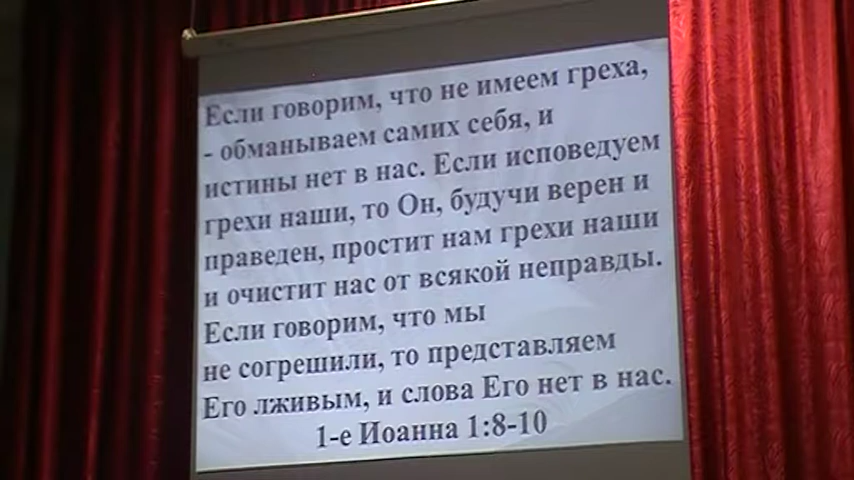 Если говорим, что не имеем греха,
- обманываем самих себя, и
истины нет в нас. Если исповедуем
грехи наши, то Он, будучи верен и
праведен, простит нам грехи наши
и очистит нас от всякой неправды.
Если говорим, что мы
не согрешили, то представляем
Его лживым, и слова Его нет в нас.
1-е Иоанна 1:8-10